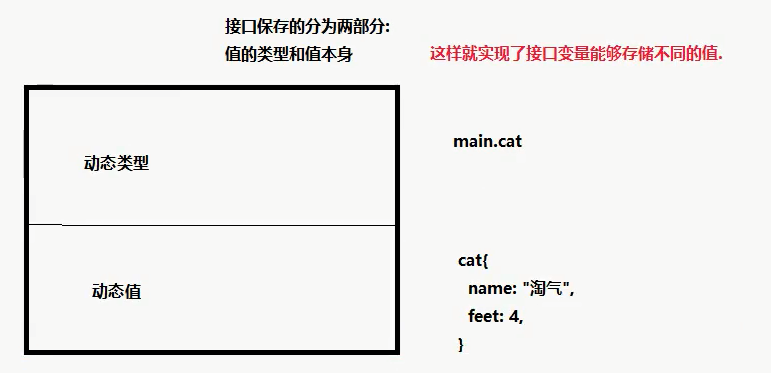 接口保存的分为两部分:
值的类型和值本身
这样就实现了接口变量能够存储不同的值.
动态类型
main.cat
动态值
cat{
name: "淘气",
feet: 4,
}